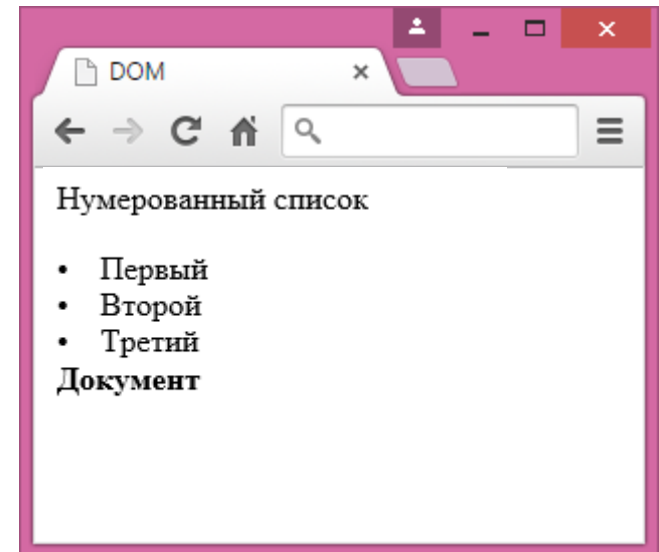 DOM
Нумерованный список
• Первый
• Второй
• Третий
Документ